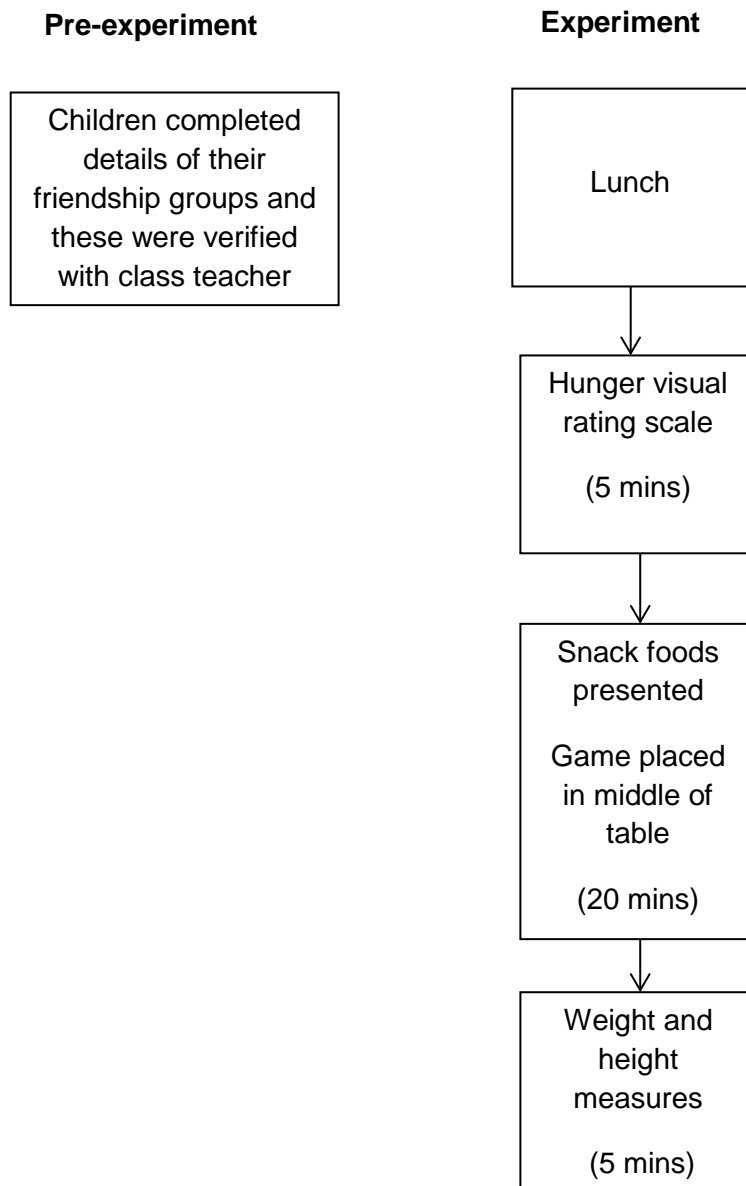 Pre-experiment
Children completed
details of their
friendship groups and
these were verified
with class teacher
Experiment
Lunch
Hunger visual
rating scale
(5 mins)
Snack foods
presented
Game placed
in middle of
table
(20 mins)
Weight and
height
measures
(5 mins)